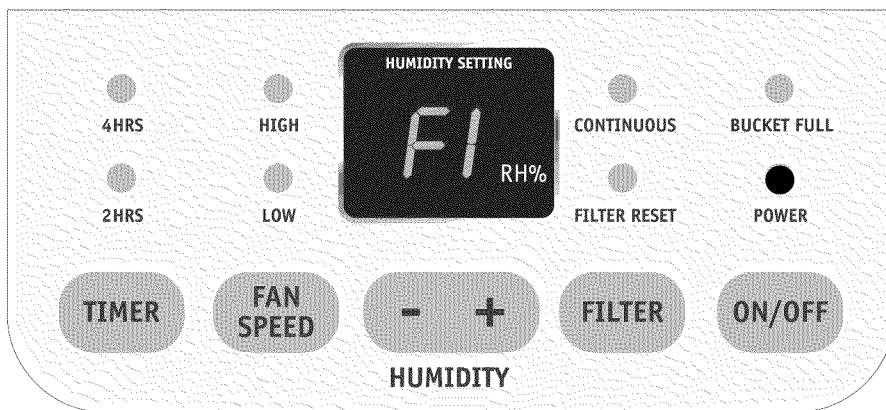 HUMIDITY SETTING
F1
RH%
4HRS
HIGH
CONTINUOUS
BUCKET FULL
2HRS
LOW
FILTER RESET
POWER
TIMER
FAN
SPEED
- +
FILTER
ON/OFF
HUMIDITY